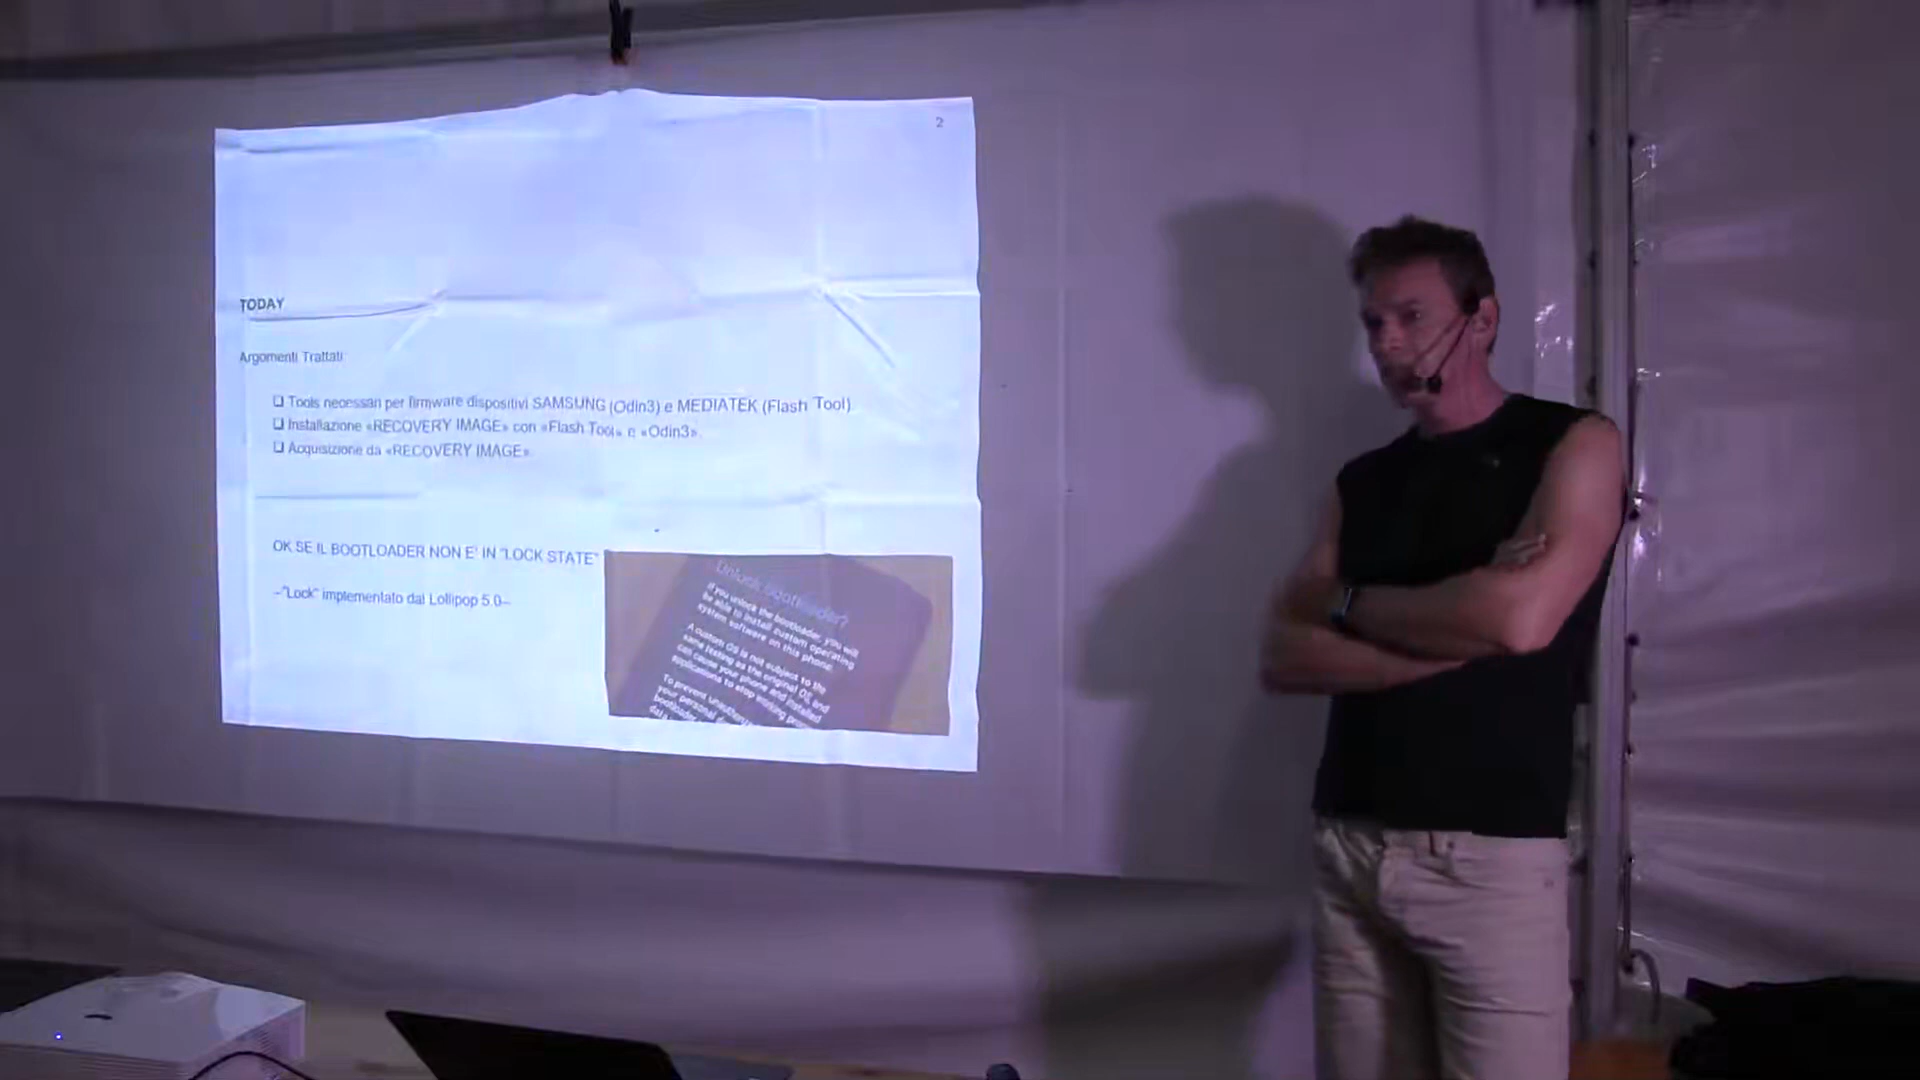 2
TODAY
Argomenti Trattati:
❑ Tools necessari per firmware dispositivi SAMSUNG (Odin3) e MEDIATEK (Flash Tool)
❑ Installazione «RECOVERY IMAGE» con «Flash Tool» e «Odin3».
❑ Acquisizione da «RECOVERY IMAGE»
OK SE IL BOOTLOADER NON E' IN "LOCK STATE"
–"Lock" implementato dal Lollipop 5.0–
Unlock bootloader?
If you unlock the bootloader, you will
be able to install custom operating
system software on this phone.
A custom OS is not subject to the
same testing as the original OS, and
can cause your phone and installed
applications to stop working
To prevent
your personal